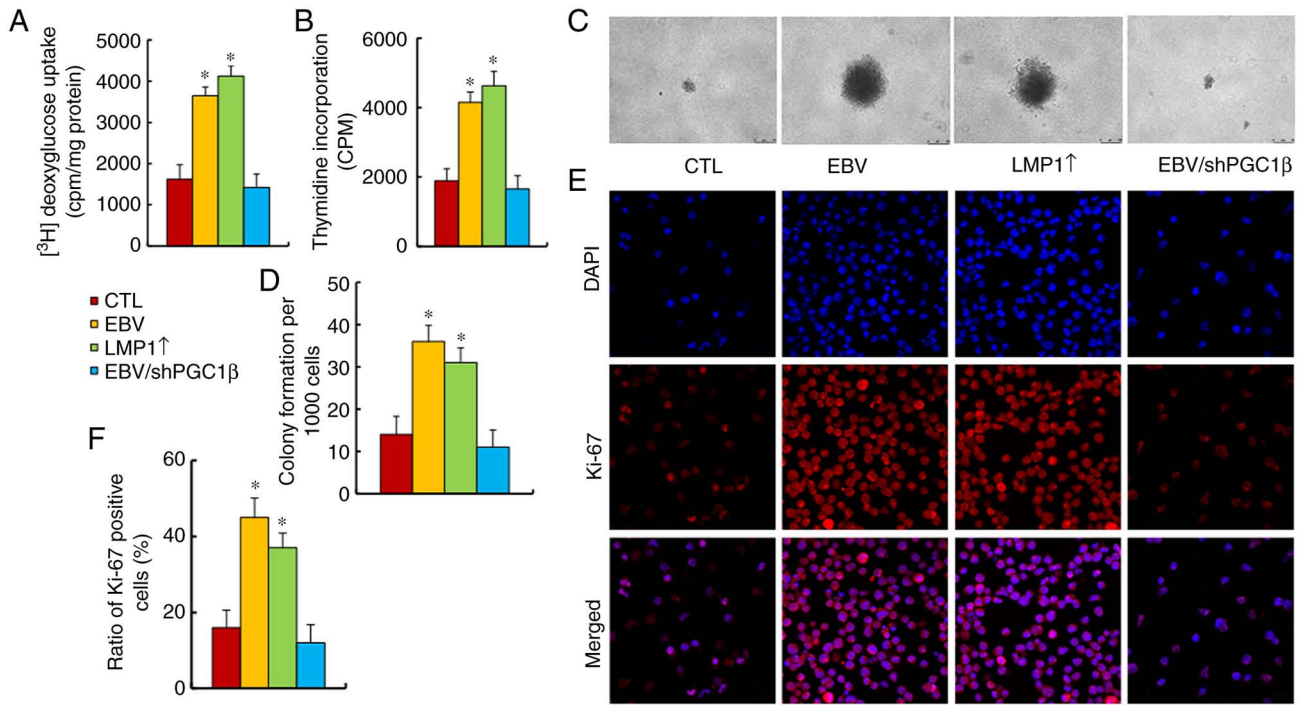 A
[³H] deoxyglucose uptake
(cpm/mg protein)
5000
4000
3000
2000
1000
0
*
*
B
Thymidine incorporation
(CPM)
6000
4000
2000
0
*
*
C
CTL
EBV
LMP1↑
EBV/shPGC1β
CTL
EBV
LMP1↑
EBV/shPGC1β
D
Colony formation per
1000 cells
50
40
30
20
10
0
*
*
E
DAPI
Ki-67
Merged
F
Ratio of Ki-67 positive
cells (%)
60
40
20
0
*
*